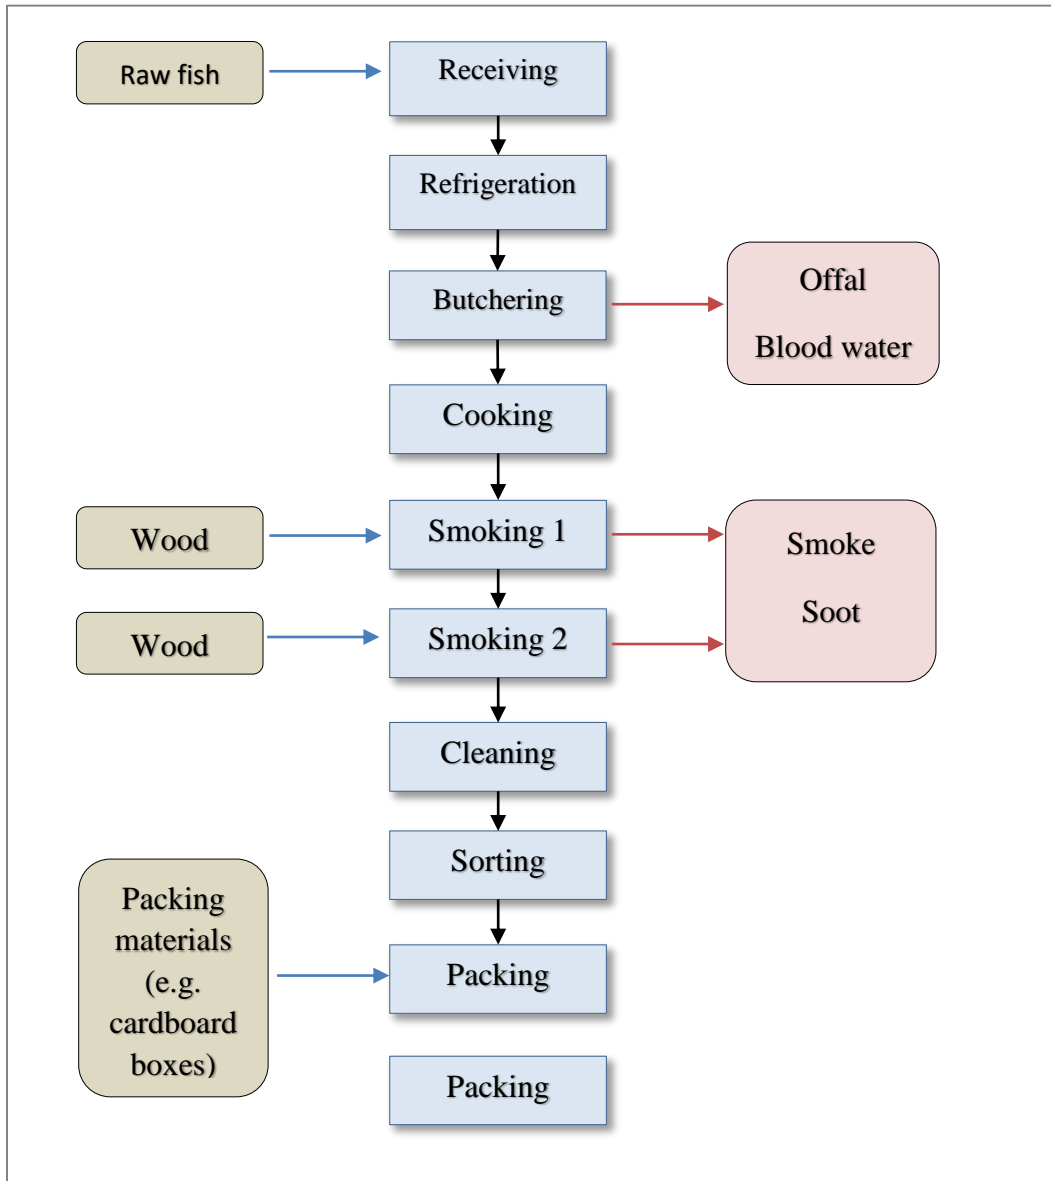 Raw fish
Receiving
Refrigeration
Butchering
Offal
Blood water
Cooking
Wood
Smoking 1
Smoke
Soot
Wood
Smoking 2
Cleaning
Sorting
Packing
materials
(e.g.
cardboard
boxes)
Packing
Packing